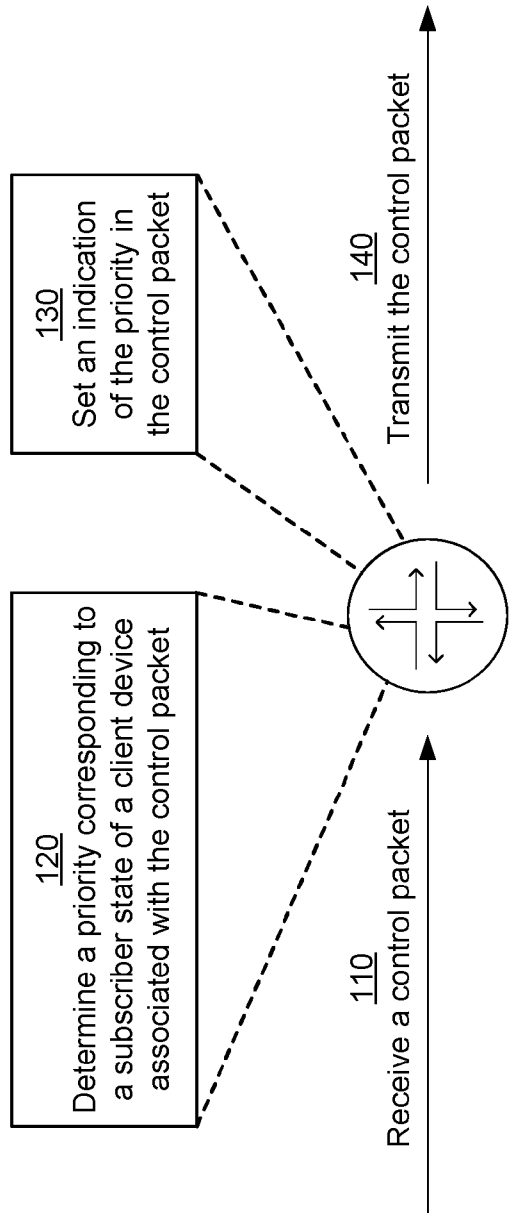 110
Receive a control packet
120
Determine a priority corresponding to
a subscriber state of a client device
associated with the control packet
130
Set an indication
of the priority in
the control packet
140
Transmit the control packet